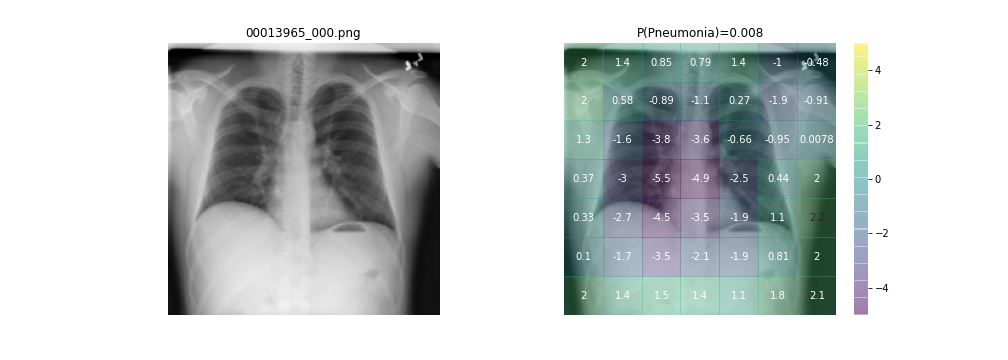 00013965_000.png
P(Pneumonia)=0.008
2 1.4 0.85 0.79 1.4 -1 -0.48
2 0.58 -0.89 -1.1 0.27 -1.9 -0.91
1.3 -1.6 -3.8 -3.6 -0.66 -0.95 0.0078
0.37 -3 -5.5 -4.9 -2.5 0.44 2
0.33 -2.7 -4.5 -3.5 -1.9 1.1 2.2
0.1 -1.7 -3.5 -2.1 -1.9 0.81 2
2 1.4 1.5 1.4 1.1 1.8 2.1
4
2
0
−2
−4